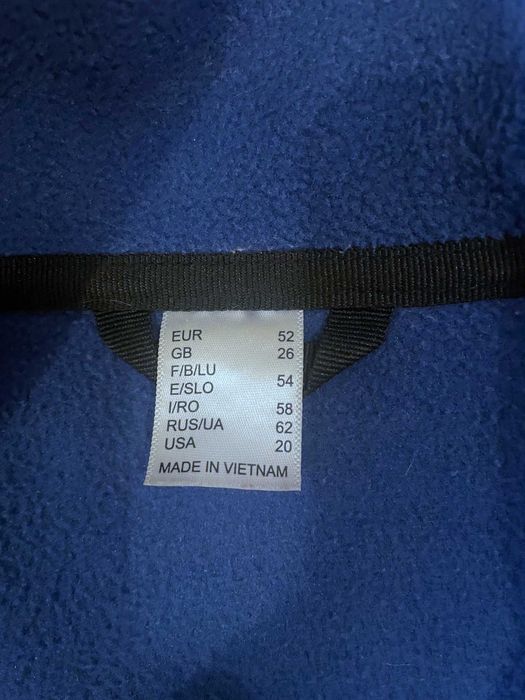 EUR 52
GB 26
F/B/LU
E/SLO 54
I/RO 58
RUS/UA 62
USA 20
MADE IN VIETNAM